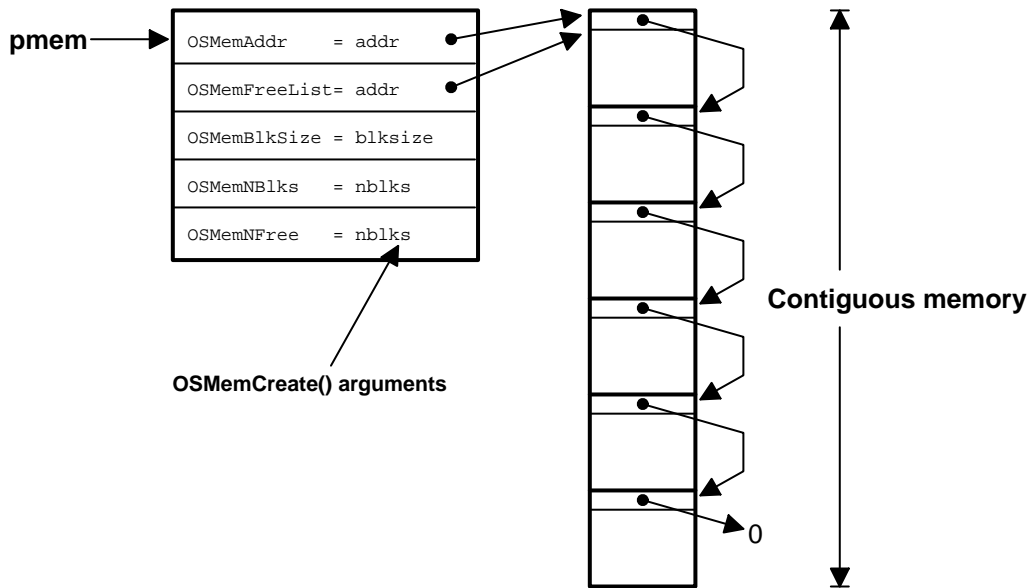 pmem
OSMemAddr = addr
OSMemFreeList= addr
OSMemBlkSize = blksize
OSMemNBlks = nblks
OSMemNFree = nblks
OSMemCreate() arguments
Contiguous memory
0